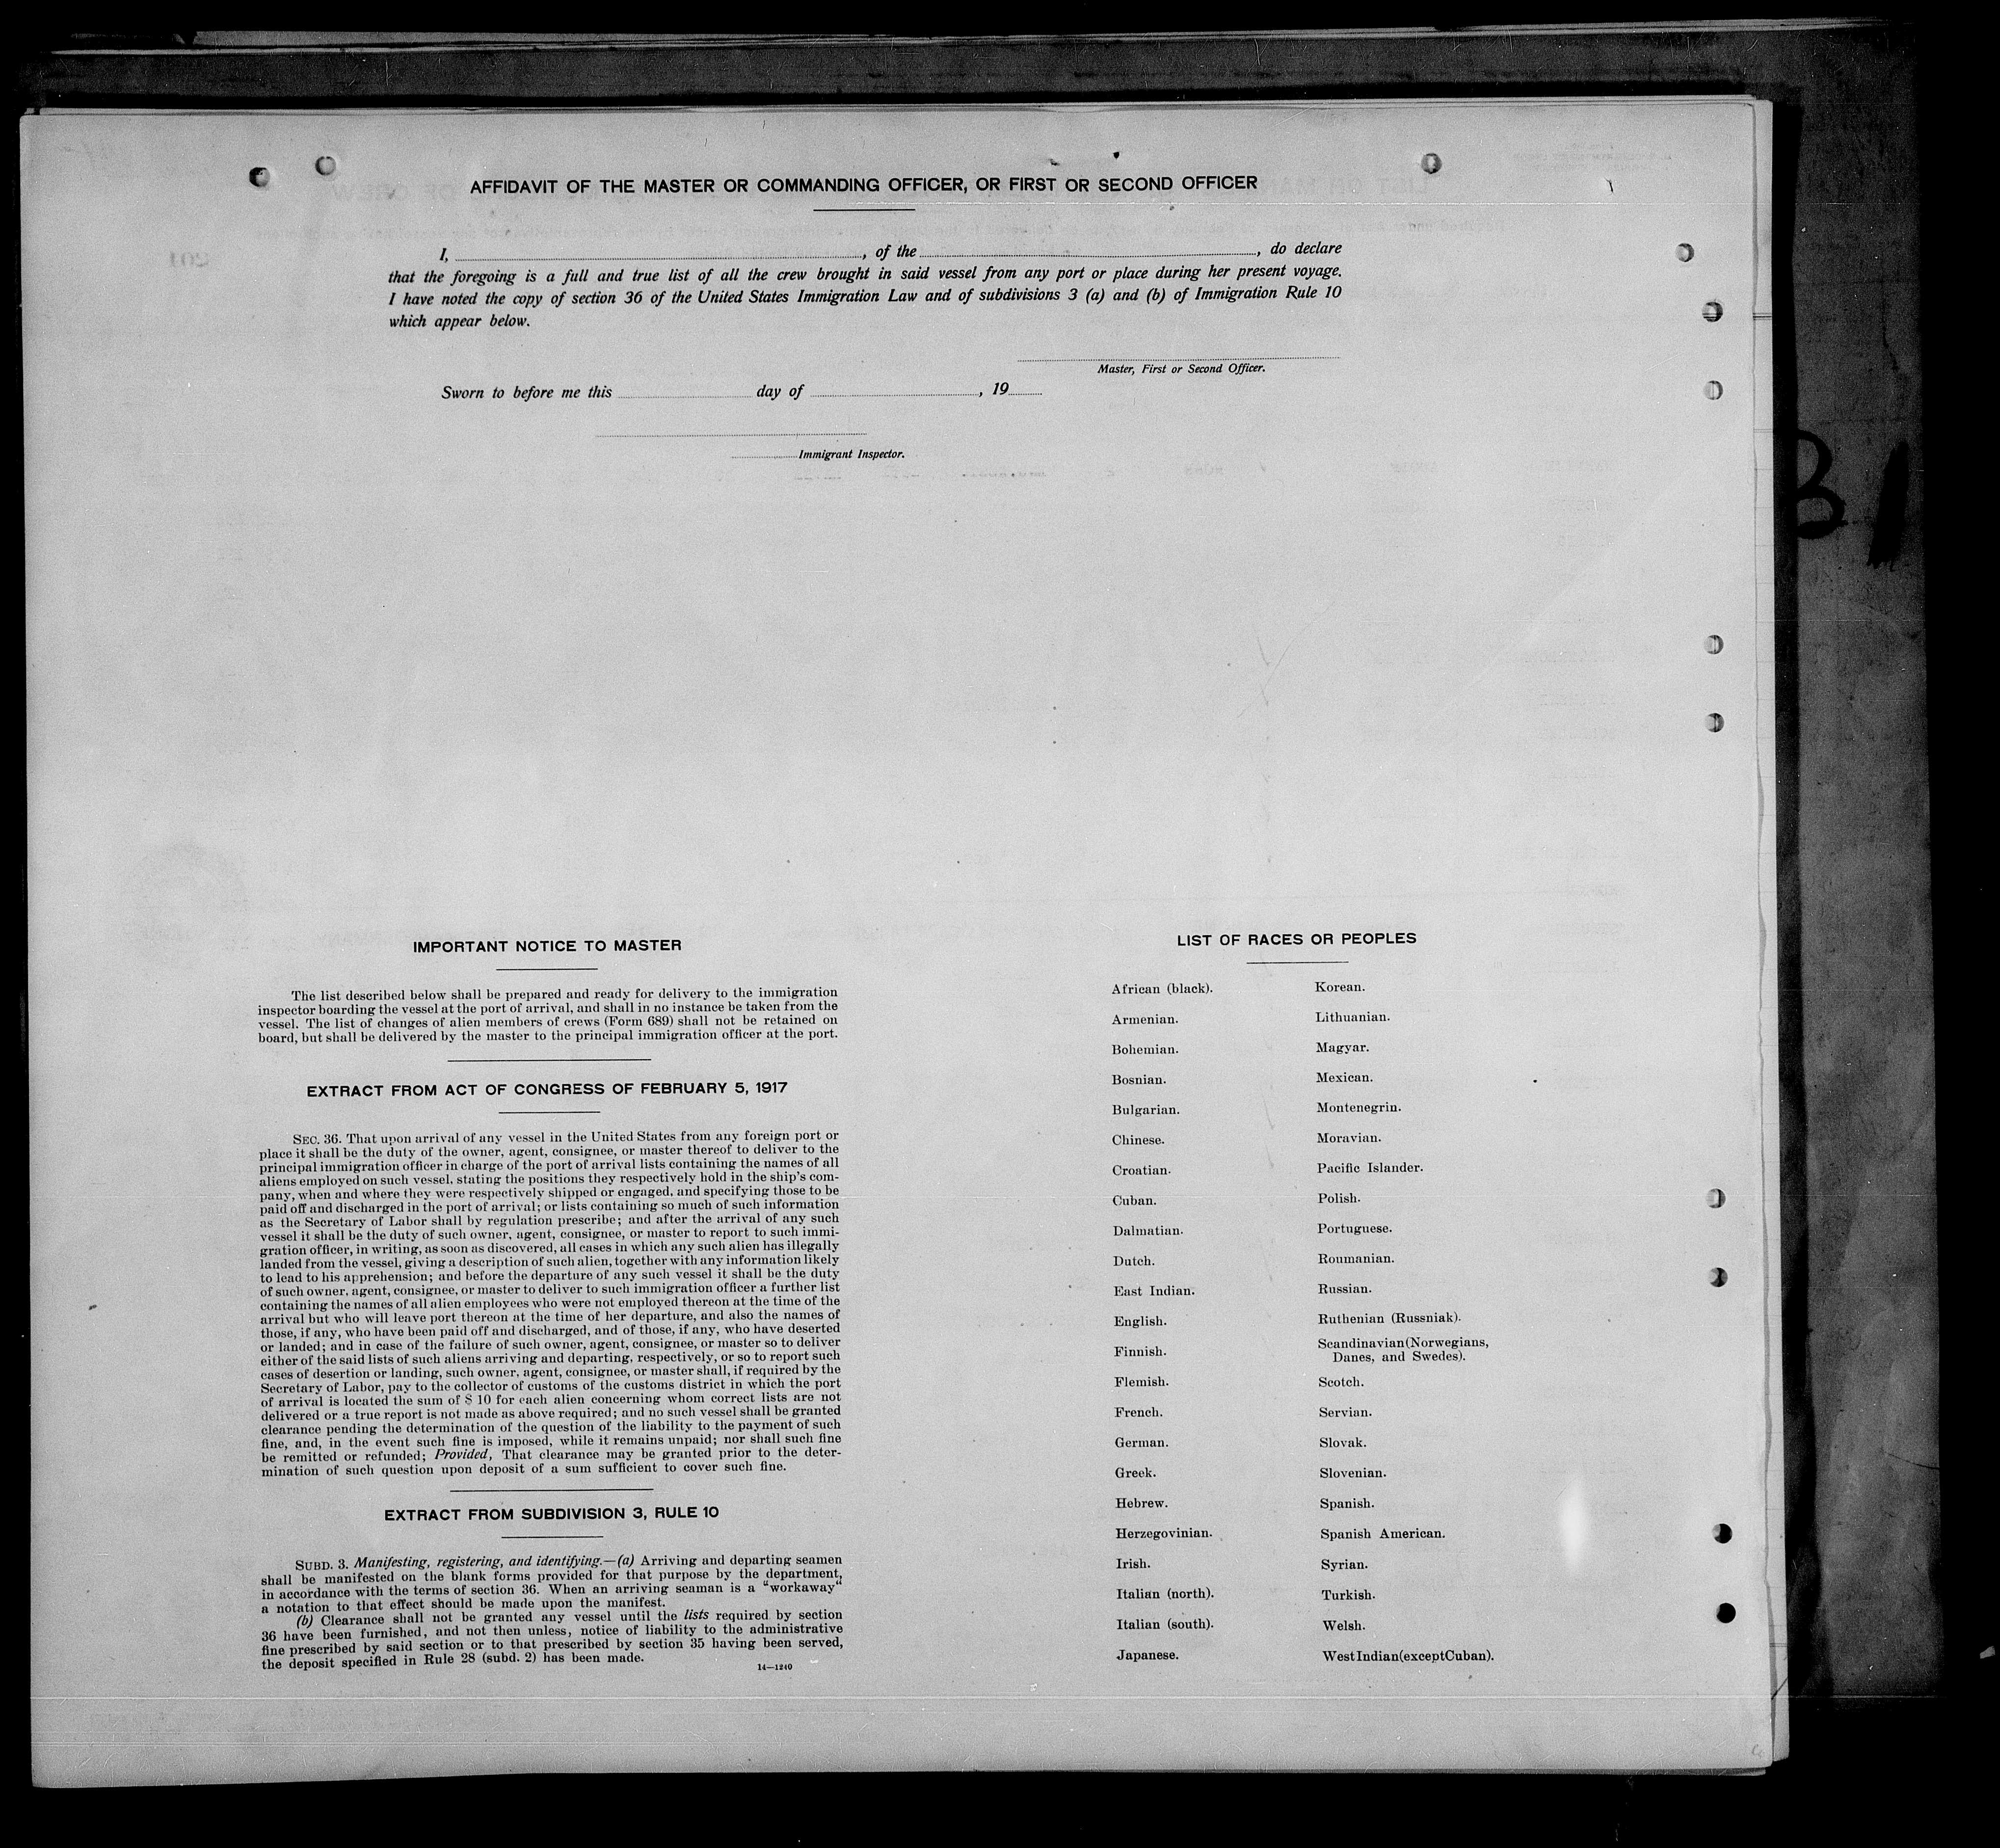 AFFIDAVIT OF THE MASTER OR COMMANDING OFFICER, OR FIRST OR SECOND OFFICER
I, , of the , do declare
that the foregoing is a full and true list of all the crew brought in said vessel from any port or place during her present voyage.
I have noted the copy of section 36 of the United States Immigration Law and of subdivisions 3 (a) and (b) of Immigration Rule 10
which appear below.
Master, First or Second Officer.
Sworn to before me this day of , 19
Immigrant Inspector.
IMPORTANT NOTICE TO MASTER
The list described below shall be prepared and ready for delivery to the immigration
inspector boarding the vessel at the port of arrival, and shall in no instance be taken from the
vessel. The list of changes of alien members of crews (Form 689) shall not be retained on
board, but shall be delivered by the master to the principal immigration officer at the port.
EXTRACT FROM ACT OF CONGRESS OF FEBRUARY 5, 1917
SEC. 36. That upon arrival of any vessel in the United States from any foreign port or
place it shall be the duty of the owner, agent, consignee, or master thereof to deliver to the
principal immigration officer in charge of the port of arrival lists containing the names of all
aliens employed on such vessel, stating the positions they respectively hold in the ship's com-
pany, when and where they were respectively shipped or engaged, and specifying those to be
paid off and discharged in the port of arrival; or lists containing so much of such information
as the Secretary of Labor shall by regulation prescribe; and after the arrival of any such
vessel it shall be the duty of such owner, agent, consignee, or master to report to such immi-
gration officer, in writing, as soon as discovered, all cases in which any such alien has illegally
landed from the vessel, giving a description of such alien, together with any information likely
to lead to his apprehension; and before the departure of any such vessel it shall be the duty
of such owner, agent, consignee, or master to deliver to such immigration officer a further list
containing the names of all alien employees who were not employed thereon at the time of the
arrival but who will leave port thereon at the time of her departure, and also the names of
those, if any, who have been paid off and discharged, and of those, if any, who have deserted
or landed; and in case of the failure of such owner, agent, consignee, or master so to deliver
either of the said lists of such aliens arriving and departing, respectively, or so to report such
cases of desertion or landing, such owner, agent, consignee, or master shall, if required by the
Secretary of Labor, pay to the collector of customs of the customs district in which the port
of arrival is located the sum of $ 10 for each alien concerning whom correct lists are not
delivered or a true report is not made as above required; and no such vessel shall be granted
clearance pending the determination of the question of the liability to the payment of such
fine, and, in the event such fine is imposed, while it remains unpaid; nor shall such fine
be remitted or refunded; Provided, That clearance may be granted prior to the deter-
mination of such question upon deposit of a sum sufficient to cover such fine.
EXTRACT FROM SUBDIVISION 3, RULE 10
SUBD. 3. Manifesting, registering, and identifying.—(a) Arriving and departing seamen
shall be manifested on the blank forms provided for that purpose by the department,
in accordance with the terms of section 36. When an arriving seaman is a "workaway"
a notation to that effect should be made upon the manifest.
(b) Clearance shall not be granted any vessel until the lists required by section
36 have been furnished, and not then unless, notice of liability to the administrative
fine prescribed by said section or to that prescribed by section 35 having been served,
the deposit specified in Rule 28 (subd. 2) has been made.
14—1240
LIST OF RACES OR PEOPLES
African (black).
Armenian.
Bohemian.
Bosnian.
Bulgarian.
Chinese.
Croatian.
Cuban.
Dalmatian.
Dutch.
East Indian.
English.
Finnish.
Flemish.
French.
German.
Greek.
Hebrew.
Herzegovinian.
Irish.
Italian (north).
Italian (south).
Japanese.
Korean.
Lithuanian.
Magyar.
Mexican.
Montenegrin.
Moravian.
Pacific Islander.
Polish.
Portuguese.
Roumanian.
Russian.
Ruthenian (Russniak).
Scandinavian(Norwegians,
Danes, and Swedes).
Scotch.
Servian.
Slovak.
Slovenian.
Spanish.
Spanish American.
Syrian.
Turkish.
Welsh.
West Indian(except Cuban).